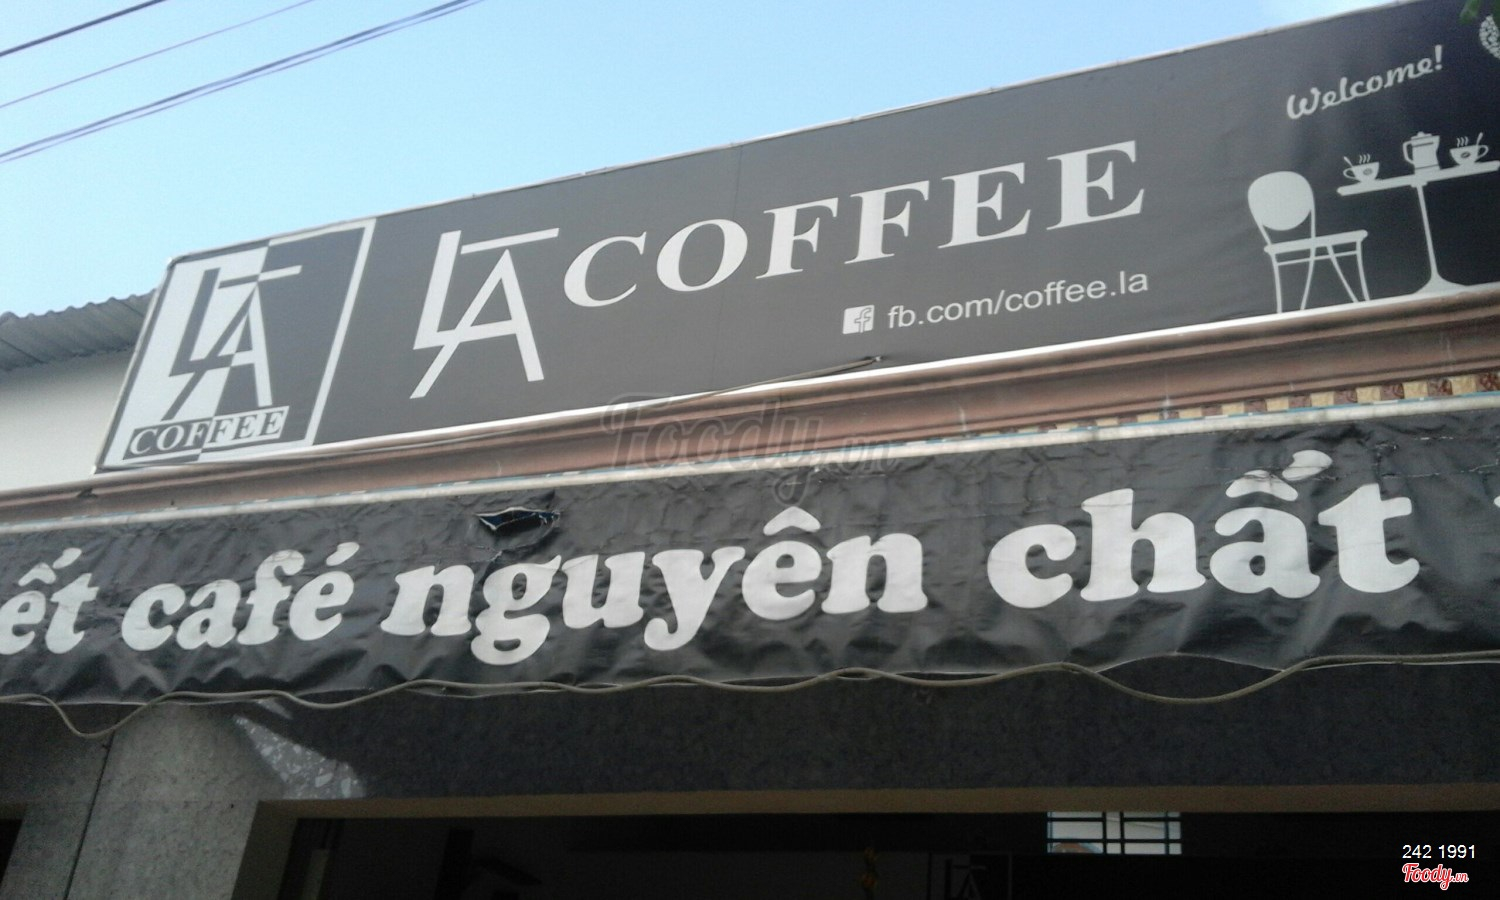 Welcome!
LA COFFEE
fb.com/coffee.la
LA
COFFEE
Foody.vn
café nguyên chất
242 1991
Foody.vn